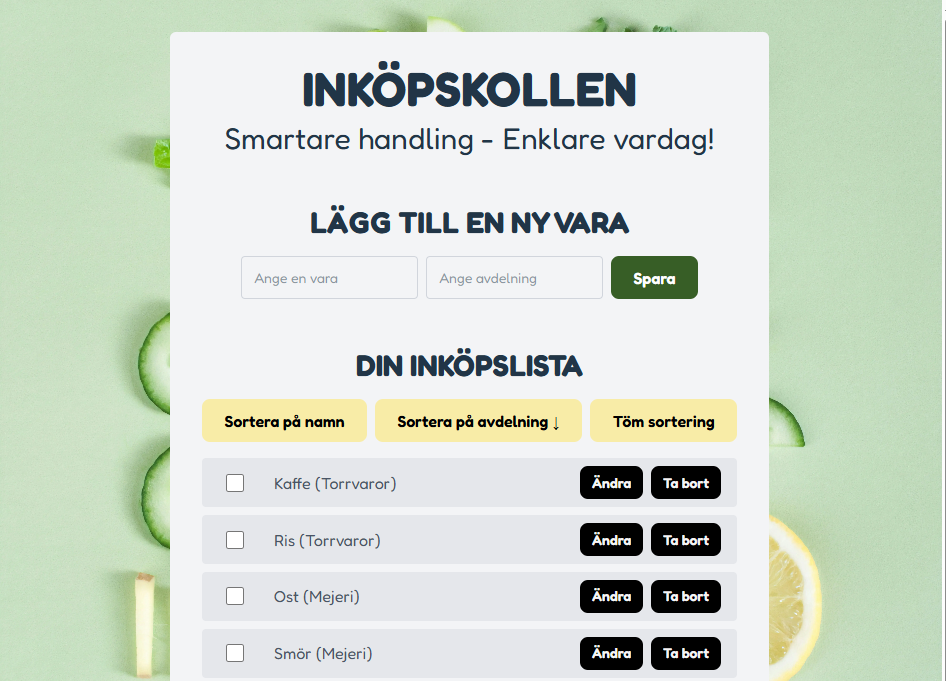 INKÖPSKOLLEN
Smartare handling - Enklare vardag!
LÄGG TILL EN NY VARA
Ange en vara Ange avdelning Spara
DIN INKÖPSLISTA
Sortera på namn Sortera på avdelning ↓ Töm sortering
Kaffe (Torrvaror) Ändra Ta bort
Ris (Torrvaror) Ändra Ta bort
Ost (Mejeri) Ändra Ta bort
Smör (Mejeri) Ändra Ta bort